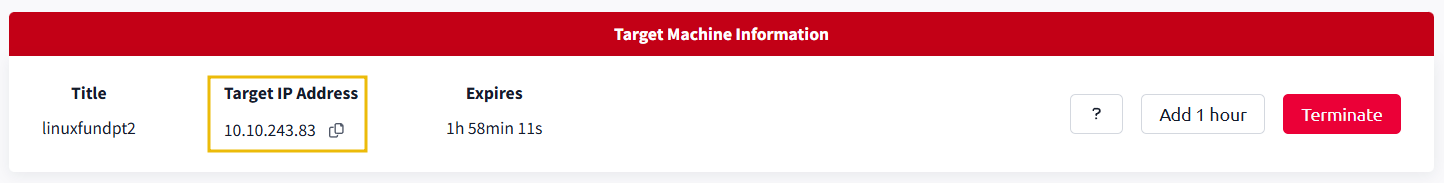 Target Machine Information
Title Target IP Address Expires
linuxfundpt2 10.10.243.83 1h 58min 11s ? Add 1 hour Terminate